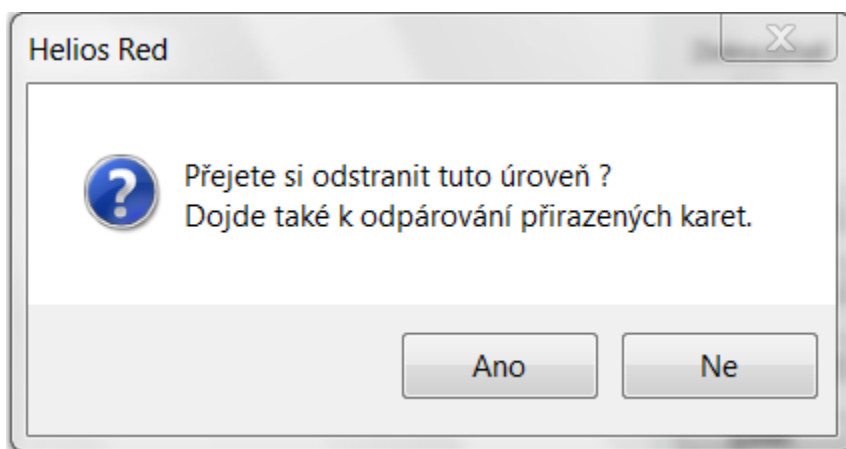 Helios Red
Přejete si odstranit tuto úroveň ?
Dojde také k odpárování přirazených karet.
Ano
Ne